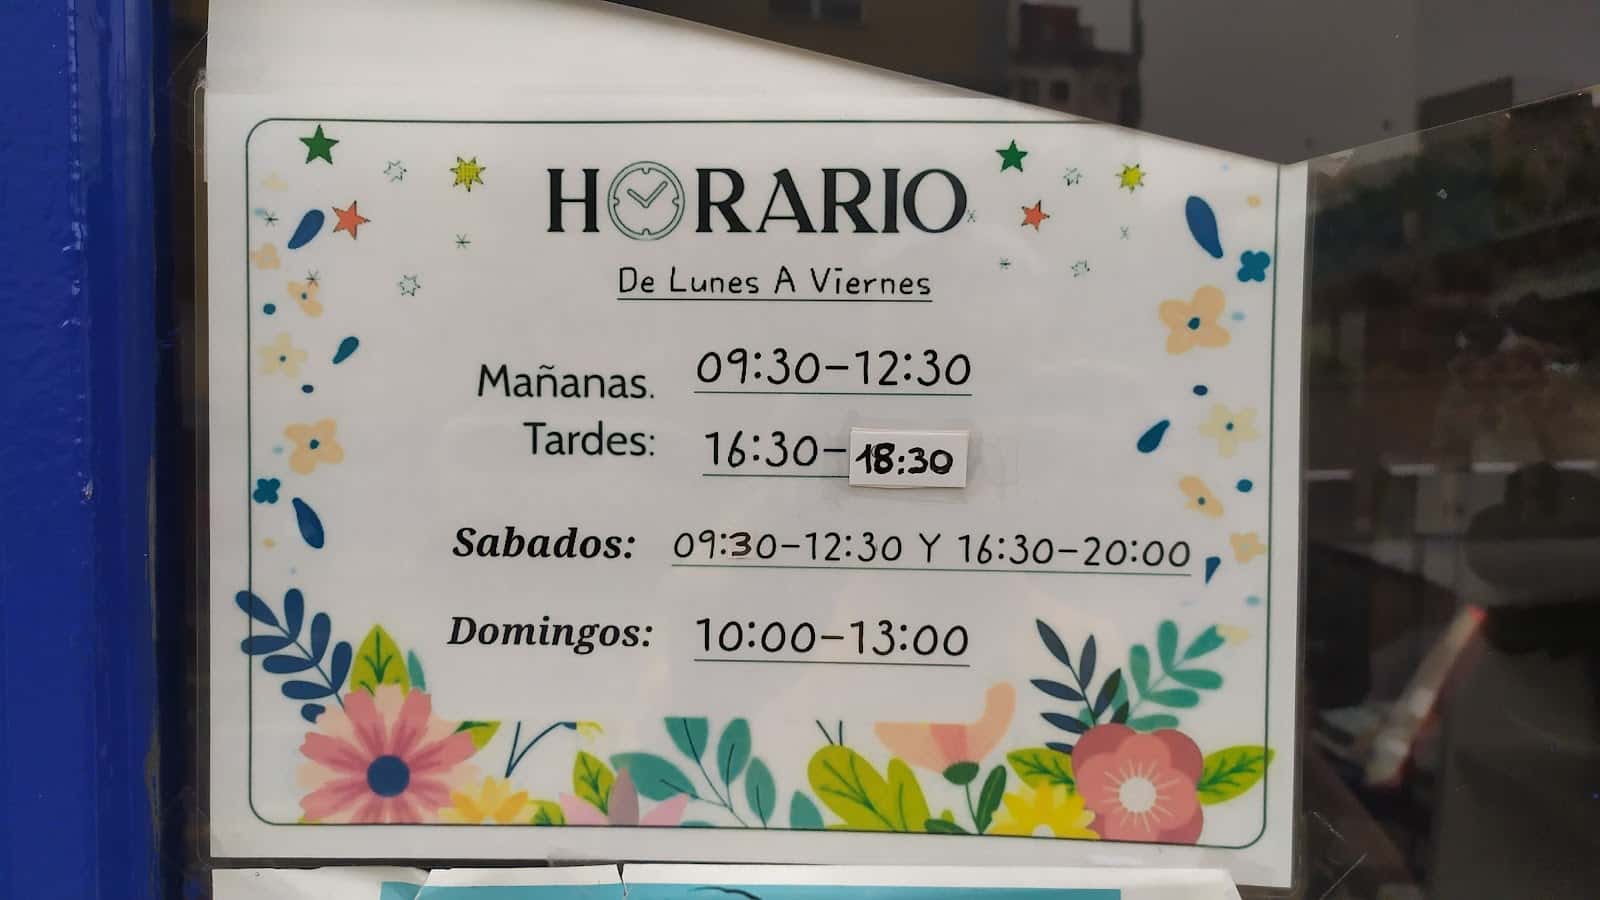 HORARIO
De Lunes A Viernes
Mañanas. 09:30-12:30
Tardes: 16:30-18:30
Sabados: 09:30-12:30 Y 16:30-20:00
Domingos: 10:00-13:00